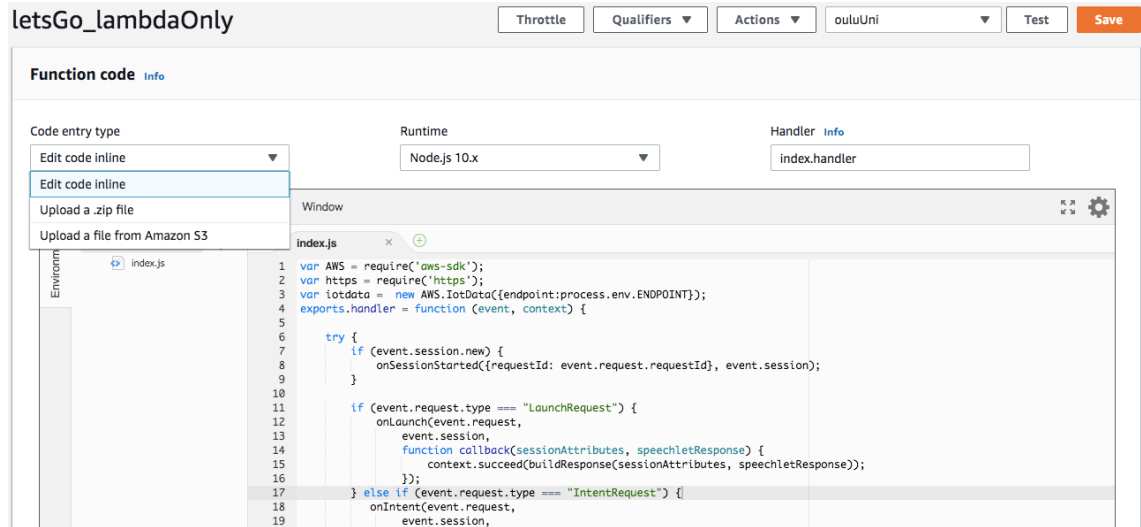 letsGo_lambdaOnly
Throttle
Qualifiers
Actions
ouluUni
Test
Save
Function code Info
Code entry type
Runtime
Handler Info
Edit code inline
Node.js 10.x
index.handler
Edit code inline
Upload a .zip file
Upload a file from Amazon S3
Window
index.js
index.js
1 var AWS = require('aws-sdk');
2 var https = require('https');
3 var iotdata =  new AWS.IotData({endpoint:process.env.ENDPOINT});
4 exports.handler = function (event, context) {
5
6     try {
7         if (event.session.new) {
8             onSessionStarted({requestId: event.request.requestId}, event.session);
9         }
10
11         if (event.request.type === "LaunchRequest") {
12             onLaunch(event.request,
13                 event.session,
14                 function callback(sessionAttributes, speechletResponse) {
15                     context.succeed(buildResponse(sessionAttributes, speechletResponse));
16                 });
17         } else if (event.request.type === "IntentRequest") {
18            onIntent(event.request,
19                 event.session,